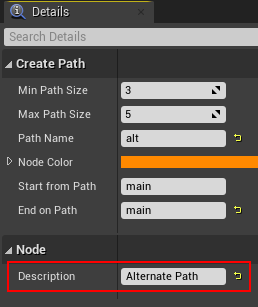 Details
Search Details
Create Path
Min Path Size 3
Max Path Size 5
Path Name alt
Node Color
Start from Path main
End on Path main
Node
Description Alternate Path